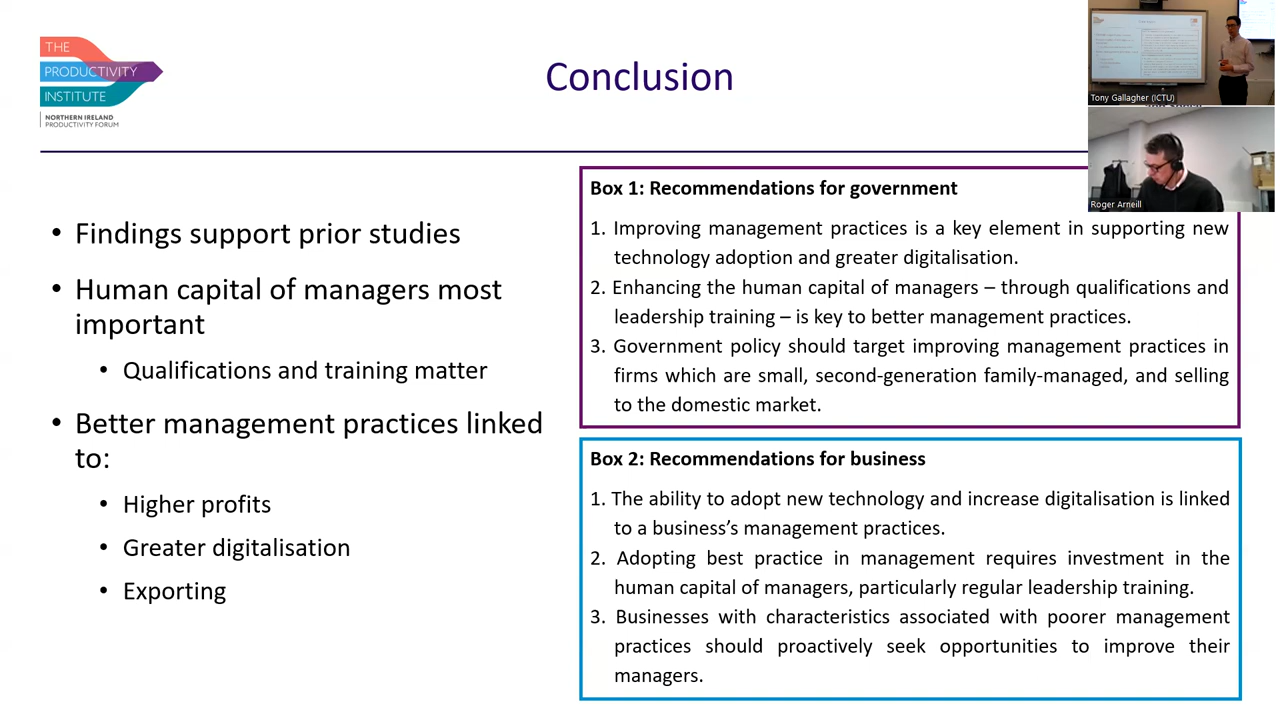 THE
PRODUCTIVITY
INSTITUTE
NORTHERN IRELAND
PRODUCTIVITY FORUM
Conclusion
Tony Gallagher (ICTU)
Roger Arneill
• Findings support prior studies
• Human capital of managers most
important
• Qualifications and training matter
• Better management practices linked
to:
• Higher profits
• Greater digitalisation
• Exporting
Box 1: Recommendations for government
1. Improving management practices is a key element in supporting new
technology adoption and greater digitalisation.
2. Enhancing the human capital of managers – through qualifications and
leadership training – is key to better management practices.
3. Government policy should target improving management practices in
firms which are small, second-generation family-managed, and selling
to the domestic market.
Box 2: Recommendations for business
1. The ability to adopt new technology and increase digitalisation is linked
to a business’s management practices.
2. Adopting best practice in management requires investment in the
human capital of managers, particularly regular leadership training.
3. Businesses with characteristics associated with poorer management
practices should proactively seek opportunities to improve their
managers.